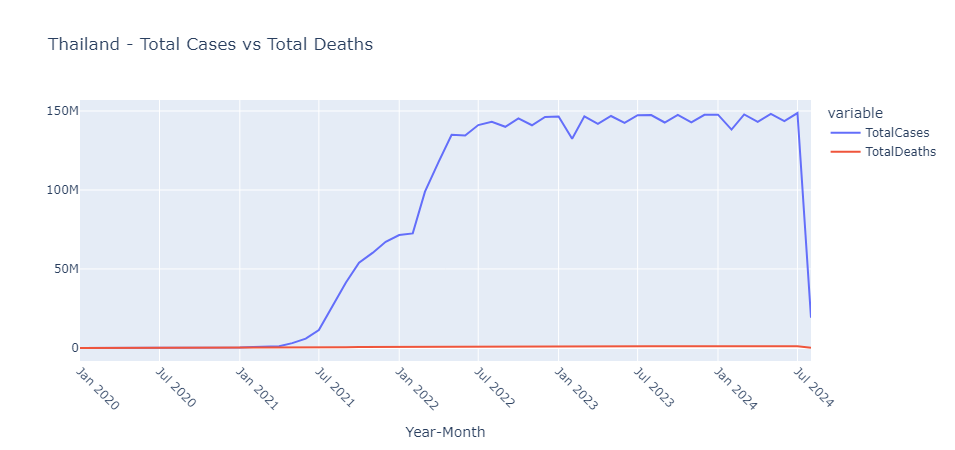 Thailand - Total Cases vs Total Deaths
variable
TotalCases
TotalDeaths
150M
100M
50M
0
Jan 2020
Jul 2020
Jan 2021
Jul 2021
Jan 2022
Jul 2022
Jan 2023
Jul 2023
Jan 2024
Jul 2024
Year-Month